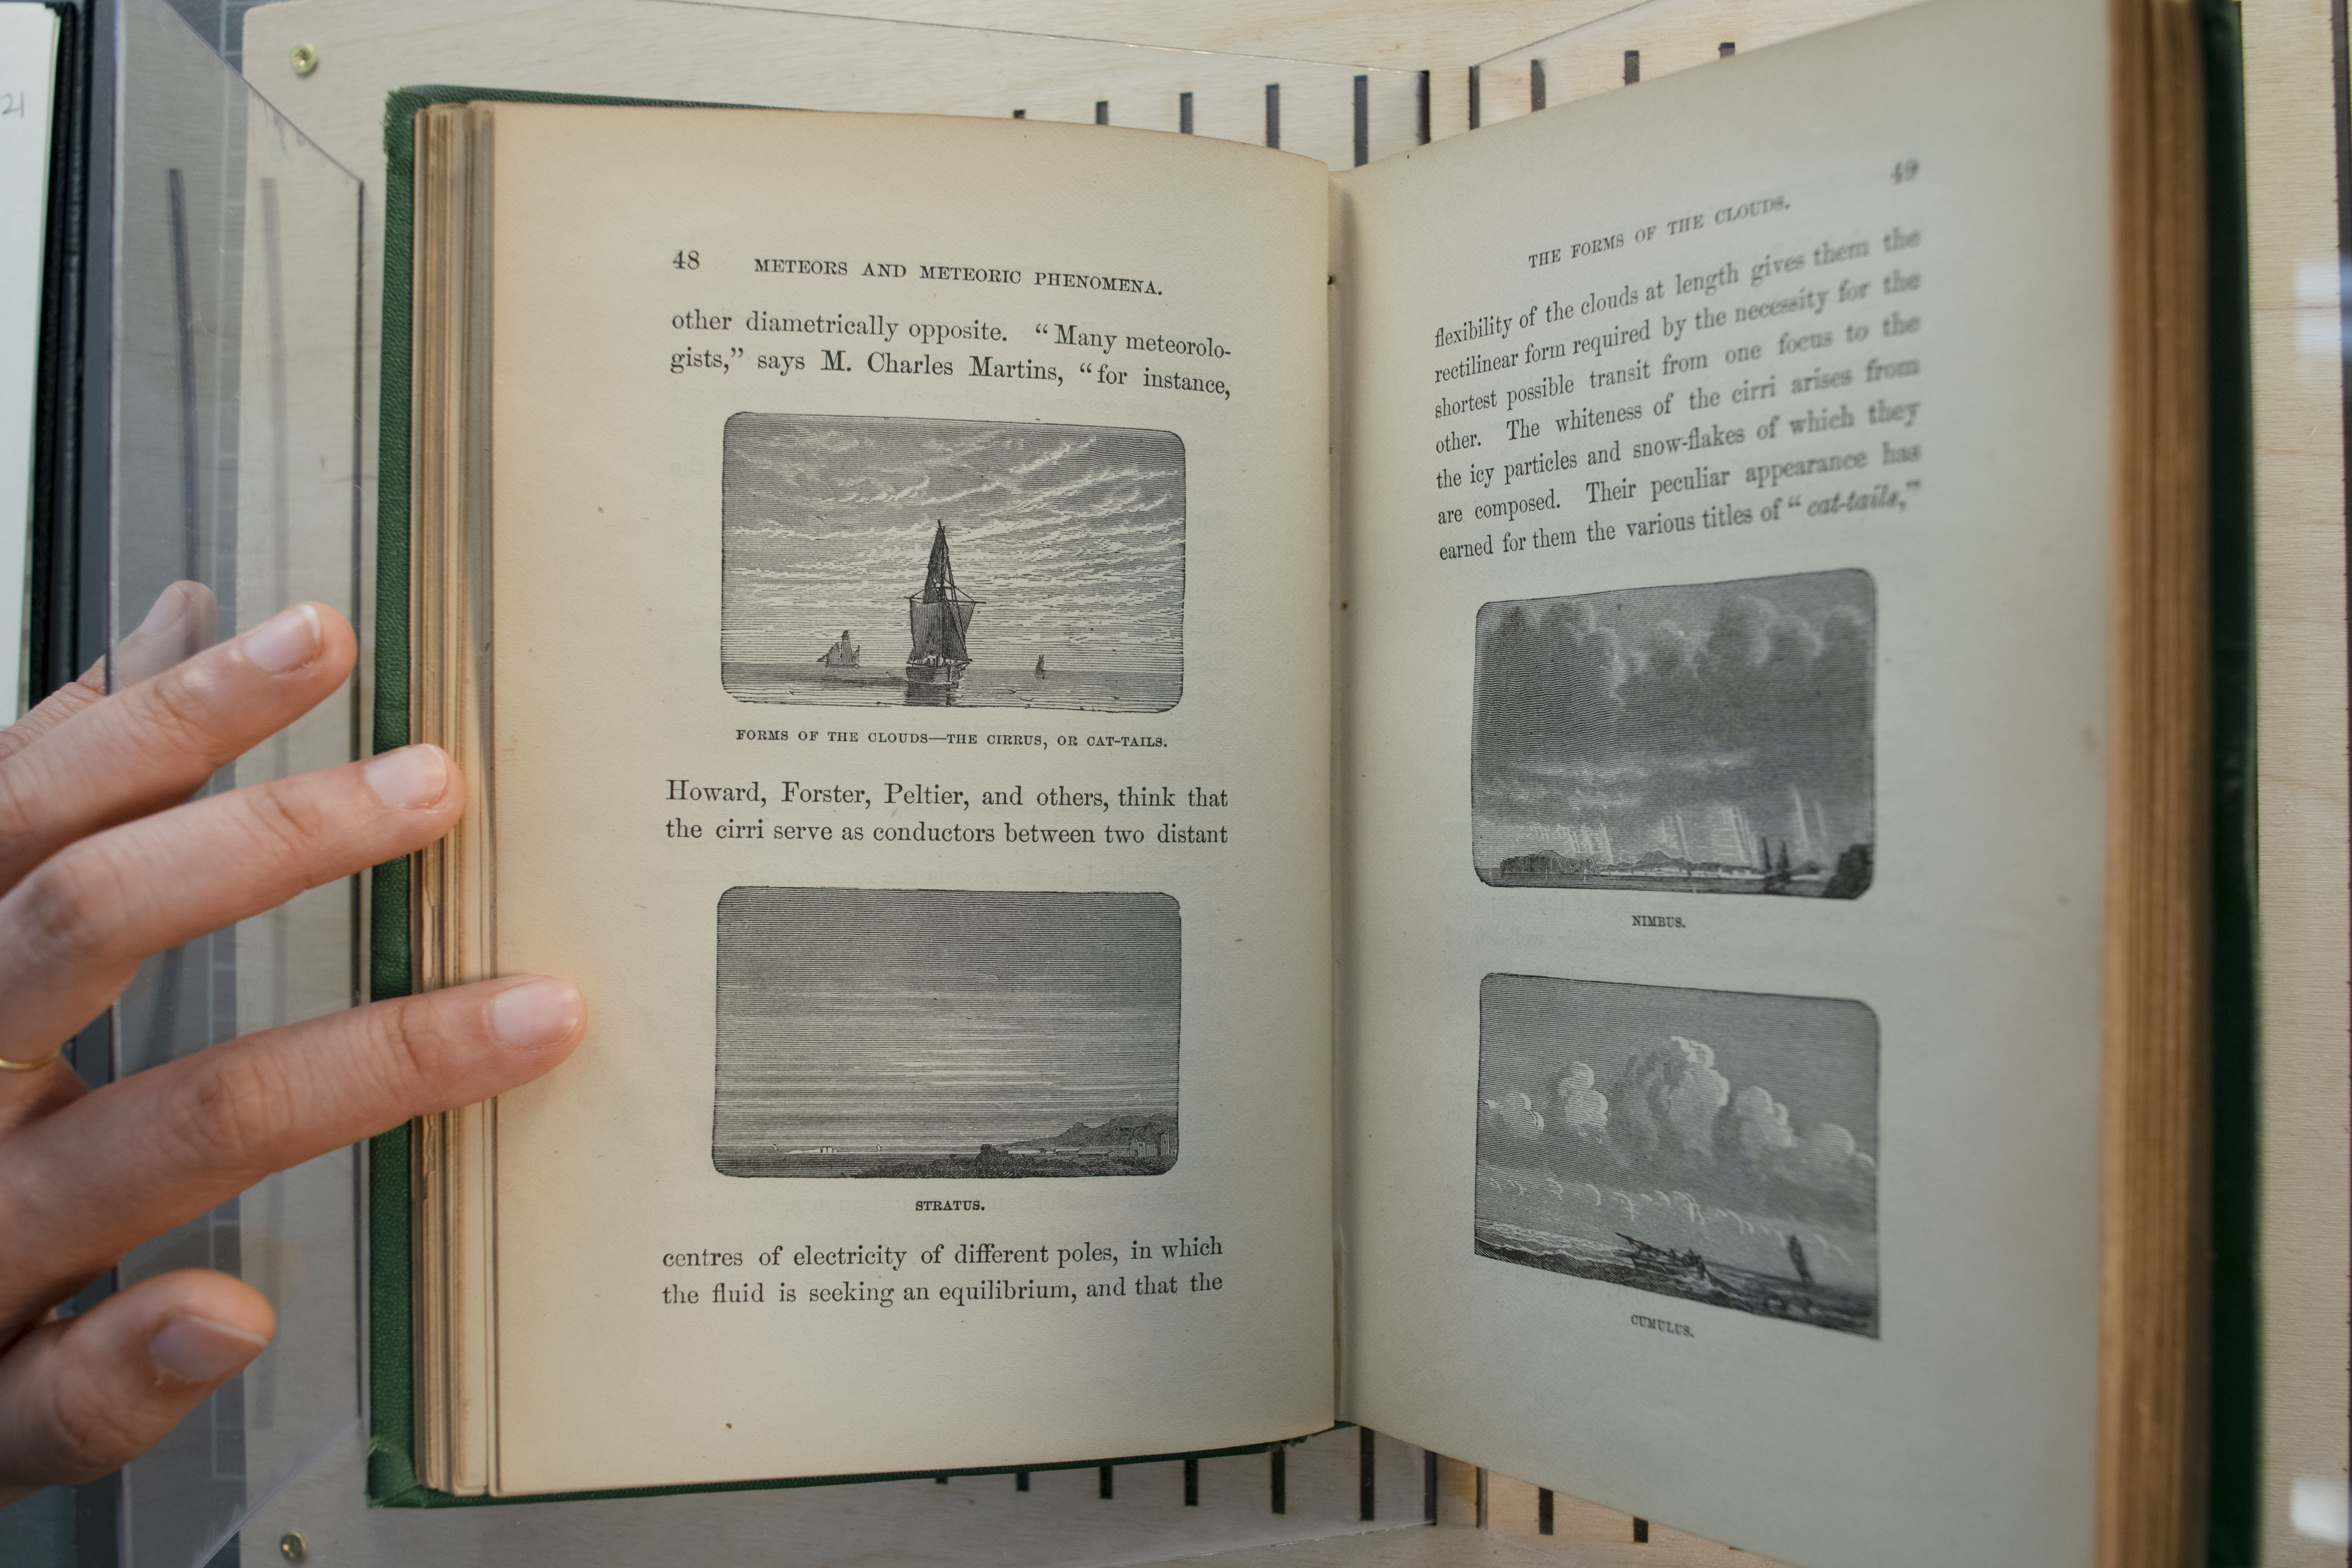 21
48 METEORS AND METEORIC PHENOMENA.
other diametrically opposite. “Many meteorolo-
gists,” says M. Charles Martins, “for instance,
FORMS OF THE CLOUDS—THE CIRRUS, OR CAT-TAILS.
Howard, Forster, Peltier, and others, think that
the cirri serve as conductors between two distant
STRATUS.
centres of electricity of different poles, in which
the fluid is seeking an equilibrium, and that the
THE FORMS OF THE CLOUDS. 49
flexibility of the clouds at length gives them the
rectilinear form required by the necessity for the
shortest possible transit from one focus to the
other. The whiteness of the cirri arises from
the icy particles and snow-flakes of which they
are composed. Their peculiar appearance has
earned for them the various titles of “cat-tails,”
NIMBUS.
CUMULUS.